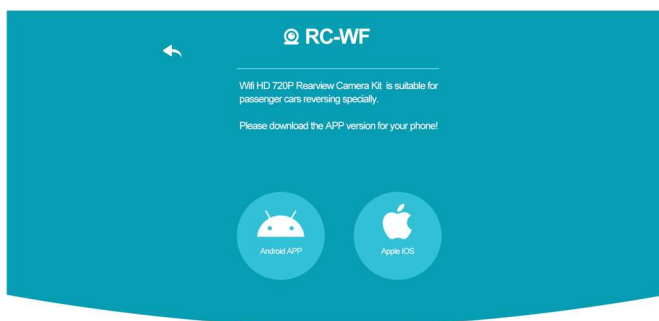 RC-WF
Wifi HD 720P Rearview Camera Kit is suitable for
passenger cars reversing specially.
Please download the APP version for your phone!
Android APP
Apple IOS